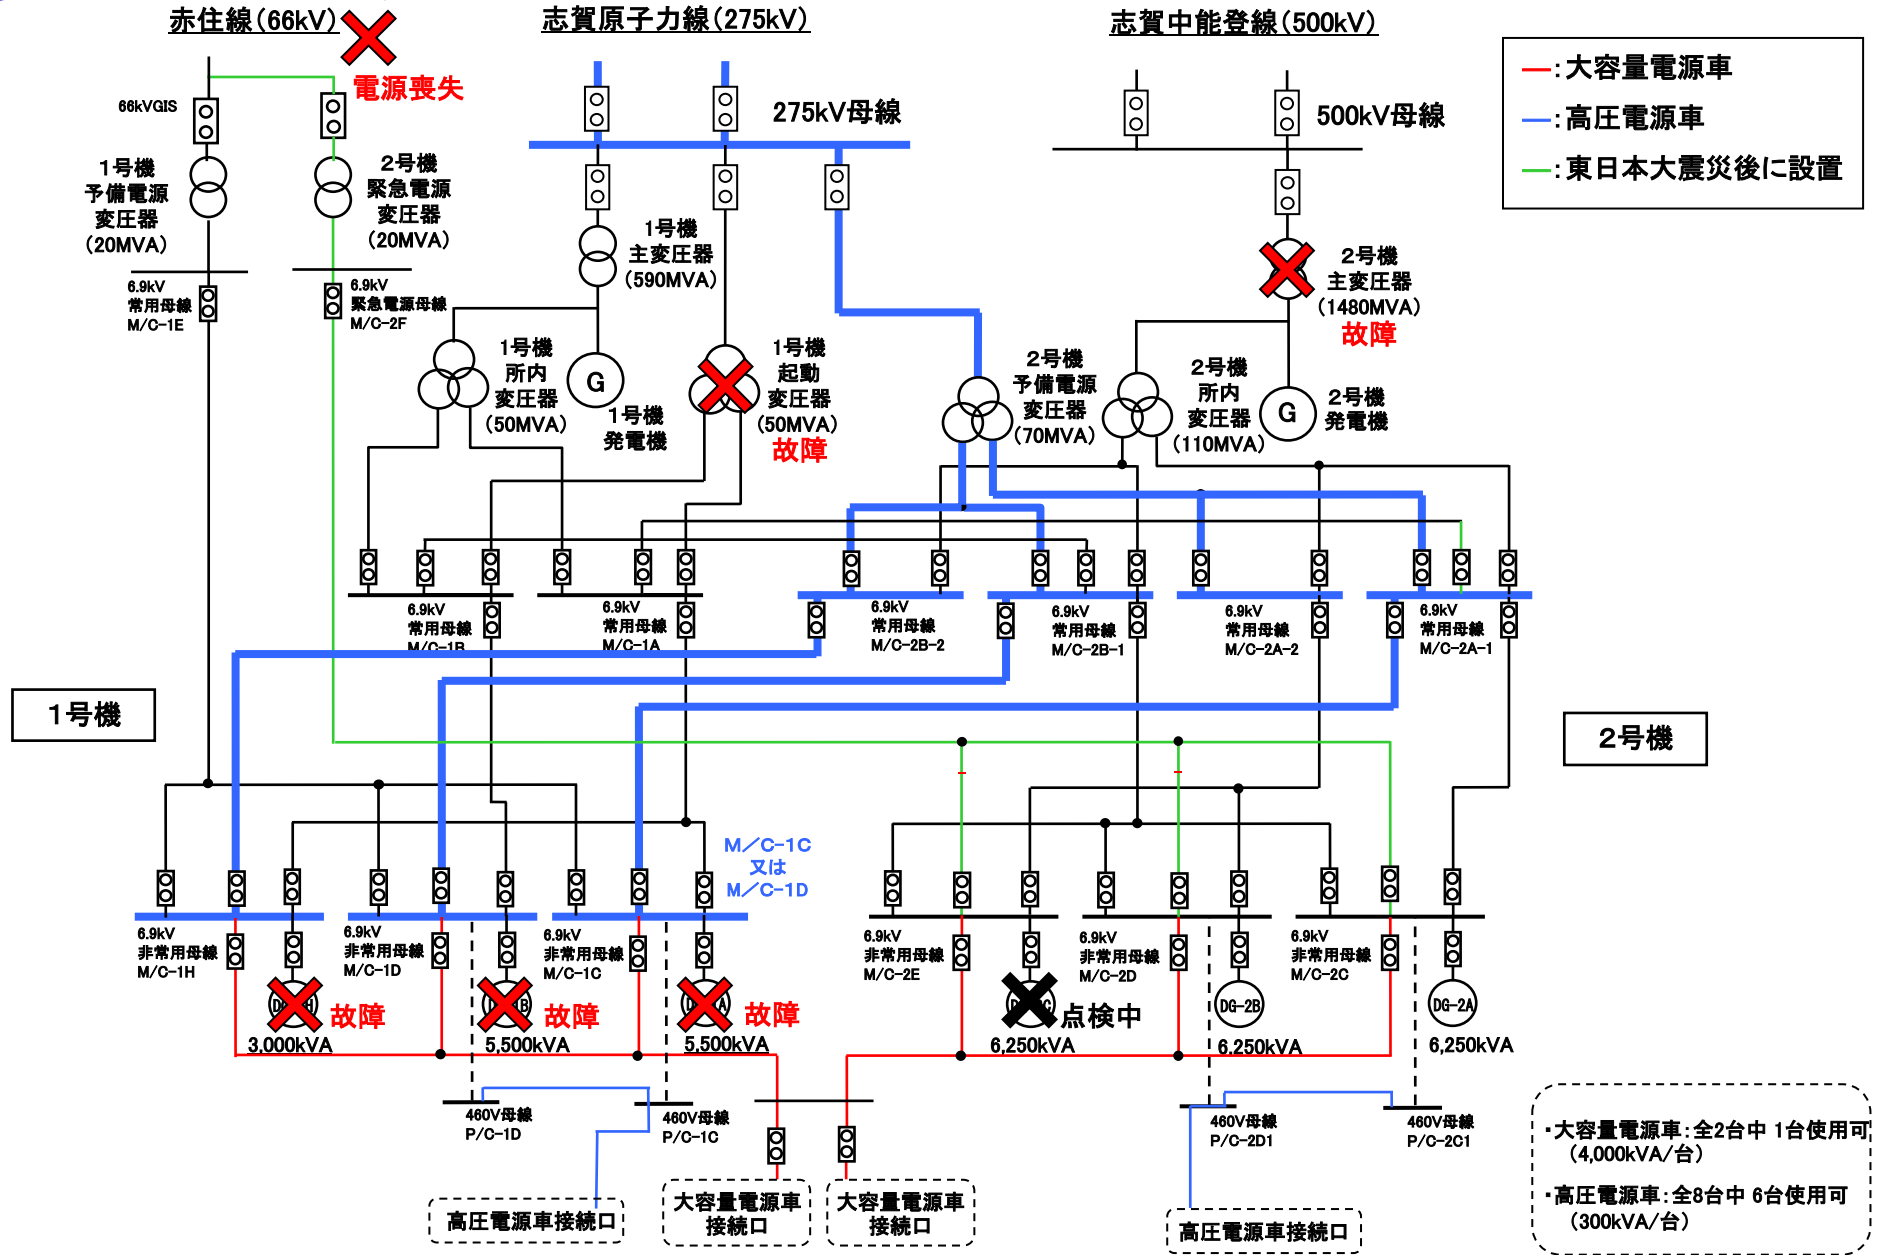 赤住線(66kV)
電源喪失
志賀原子力線(275kV)
志賀中能登線(500kV)
━:大容量電源車
━:高圧電源車
━:東日本大震災後に設置
66kVGIS
275kV母線
500kV母線
1号機
予備電源
変圧器
(20MVA)
2号機
緊急電源
変圧器
(20MVA)
1号機
主変圧器
(590MVA)
2号機
主変圧器
(1480MVA)
故障
6.9kV
常用母線
M/C-1E
6.9kV
緊急電源母線
M/C-2F
1号機
所内
変圧器
(50MVA)
G
1号機
発電機
1号機
起動
変圧器
(50MVA)
故障
2号機
予備電源
変圧器
(70MVA)
2号機
所内
変圧器
(110MVA)
G
2号機
発電機
6.9kV
常用母線
M/C-1B
6.9kV
常用母線
M/C-1A
6.9kV
常用母線
M/C-2B-2
6.9kV
常用母線
M/C-2B-1
6.9kV
常用母線
M/C-2A-2
6.9kV
常用母線
M/C-2A-1
1号機
2号機
M/C-1C
又は
M/C-1D
6.9kV
非常用母線
M/C-1H
6.9kV
非常用母線
M/C-1D
6.9kV
非常用母線
M/C-1C
6.9kV
非常用母線
M/C-2E
6.9kV
非常用母線
M/C-2D
6.9kV
非常用母線
M/C-2C
故障
3,000kVA
故障
5,500kVA
故障
5,500kVA
点検中
6,250kVA
DG-2B
6,250kVA
DG-2A
6,250kVA
460V母線
P/C-1D
460V母線
P/C-1C
460V母線
P/C-2D1
460V母線
P/C-2C1
高圧電源車接続口
大容量電源車
接続口
大容量電源車
接続口
高圧電源車接続口
・大容量電源車:全2台中 1台使用可
(4,000kVA/台)
・高圧電源車:全8台中 6台使用可
(300kVA/台)